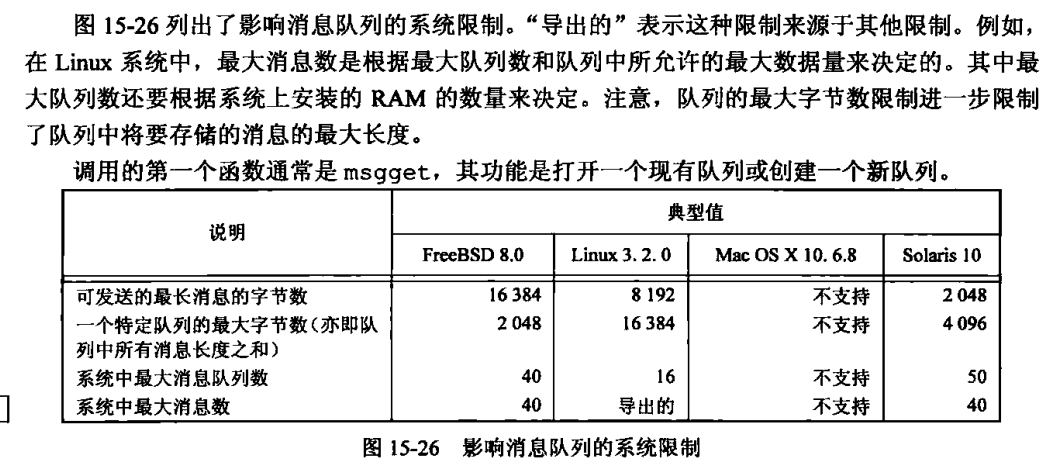 图 15-26 列出了影响消息队列的系统限制。“导出的”表示这种限制来源于其他限制。例如，
在 Linux 系统中，最大消息数是根据最大队列数和队列中所允许的最大数据量来决定的。其中最
大队列数还要根据系统上安装的 RAM 的数量来决定。注意，队列的最大字节数限制进一步限制
了队列中将要存储的消息的最大长度。
调用的第一个函数通常是 msgget，其功能是打开一个现有队列或创建一个新队列。
说明 典型值
FreeBSD 8.0 Linux 3.2.0 Mac OS X 10.6.8 Solaris 10
可发送的最长消息的字节数 16 384 8 192 不支持 2 048
一个特定队列的最大字节数（亦即队 2 048 16 384 不支持 4 096
列中所有消息长度之和）
系统中最大消息队列数 40 16 不支持 50
系统中最大消息数 40 导出的 不支持 40
图 15-26 影响消息队列的系统限制